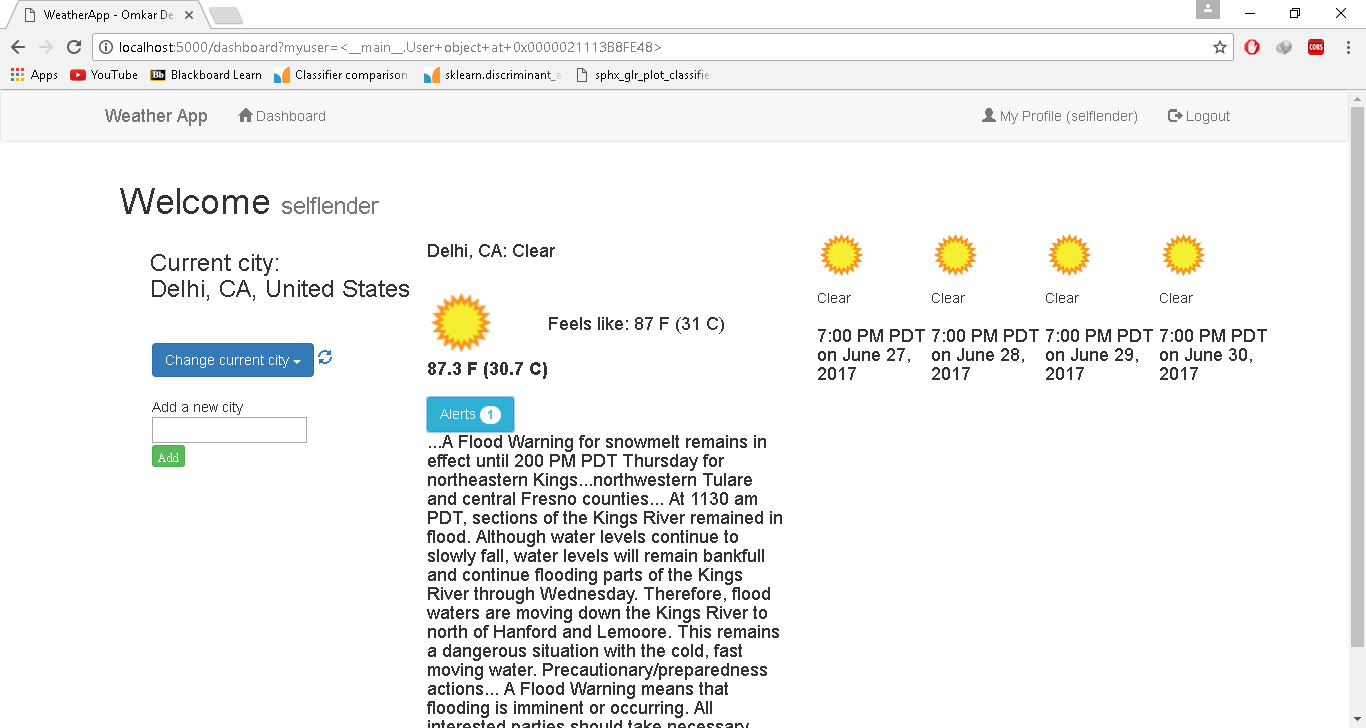 WeatherApp - Omkar De
localhost:5000/dashboard?myuser=<__main__.User+object+at+0x0000021113B8FE48>
CORS
Apps YouTube Bb Blackboard Learn Classifier comparison sklearn.discriminant_a sphx_glr_plot_classifie
Weather App Dashboard My Profile (selflender) Logout
Welcome selflender
Current city:
Delhi, CA, United States
Change current city
Add a new city
Add
Delhi, CA: Clear
Feels like: 87 F (31 C)
87.3 F (30.7 C)
Alerts 1
...A Flood Warning for snowmelt remains in
effect until 200 PM PDT Thursday for
northeastern Kings...northwestern Tulare
and central Fresno counties... At 1130 am
PDT, sections of the Kings River remained in
flood. Although water levels continue to
slowly fall, water levels will remain bankfull
and continue flooding parts of the Kings
River through Wednesday. Therefore, flood
waters are moving down the Kings River to
north of Hanford and Lemoore. This remains
a dangerous situation with the cold, fast
moving water. Precautionary/preparedness
actions... A Flood Warning means that
flooding is imminent or occurring. All
interested parties should take necessary
Clear
7:00 PM PDT
on June 27,
2017
Clear
7:00 PM PDT
on June 28,
2017
Clear
7:00 PM PDT
on June 29,
2017
Clear
7:00 PM PDT
on June 30,
2017